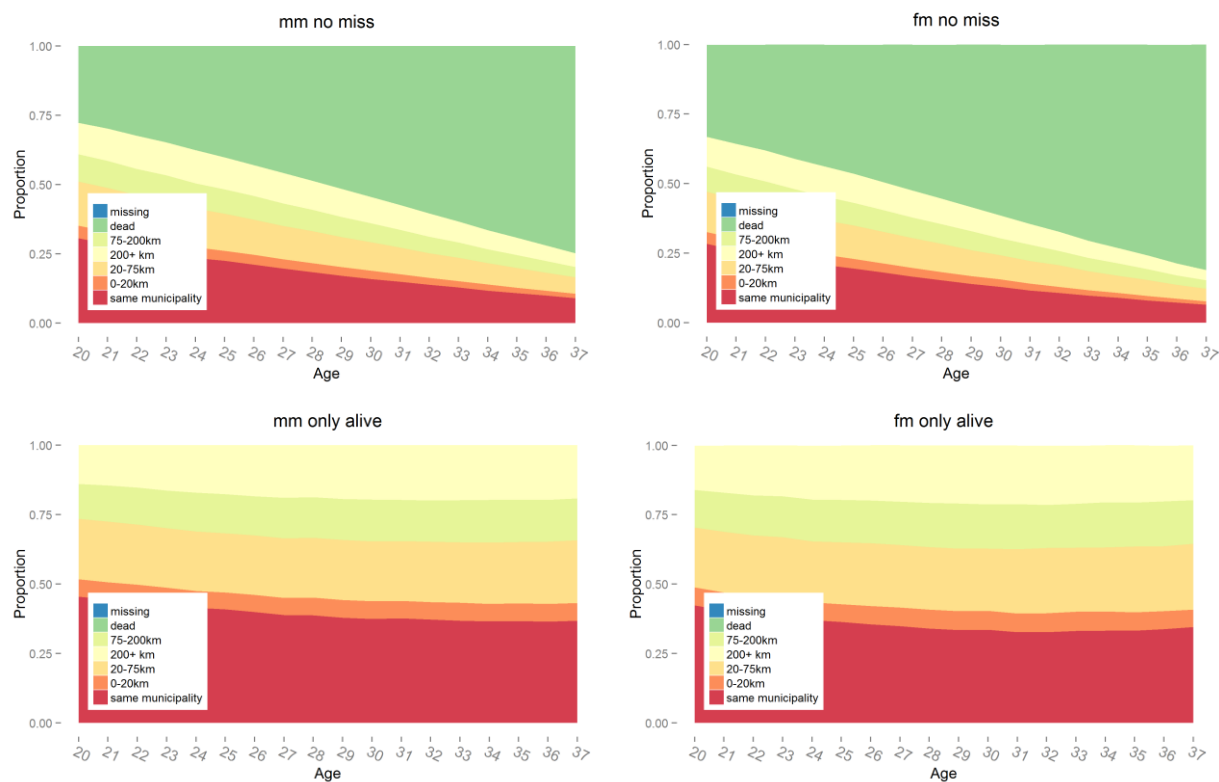 mm no miss
1.00
0.75
0.50
0.25
0.00
Proportion
missing
dead
75-200km
200+ km
20-75km
0-20km
same municipality
20 21 22 23 24 25 26 27 28 29 30 31 32 33 34 35 36 37
Age
fm no miss
1.00
0.75
0.50
0.25
0.00
Proportion
missing
dead
75-200km
200+ km
20-75km
0-20km
same municipality
20 21 22 23 24 25 26 27 28 29 30 31 32 33 34 35 36 37
Age
mm only alive
1.00
0.75
0.50
0.25
0.00
Proportion
missing
dead
75-200km
200+ km
20-75km
0-20km
same municipality
20 21 22 23 24 25 26 27 28 29 30 31 32 33 34 35 36 37
Age
fm only alive
1.00
0.75
0.50
0.25
0.00
Proportion
missing
dead
75-200km
200+ km
20-75km
0-20km
same municipality
20 21 22 23 24 25 26 27 28 29 30 31 32 33 34 35 36 37
Age